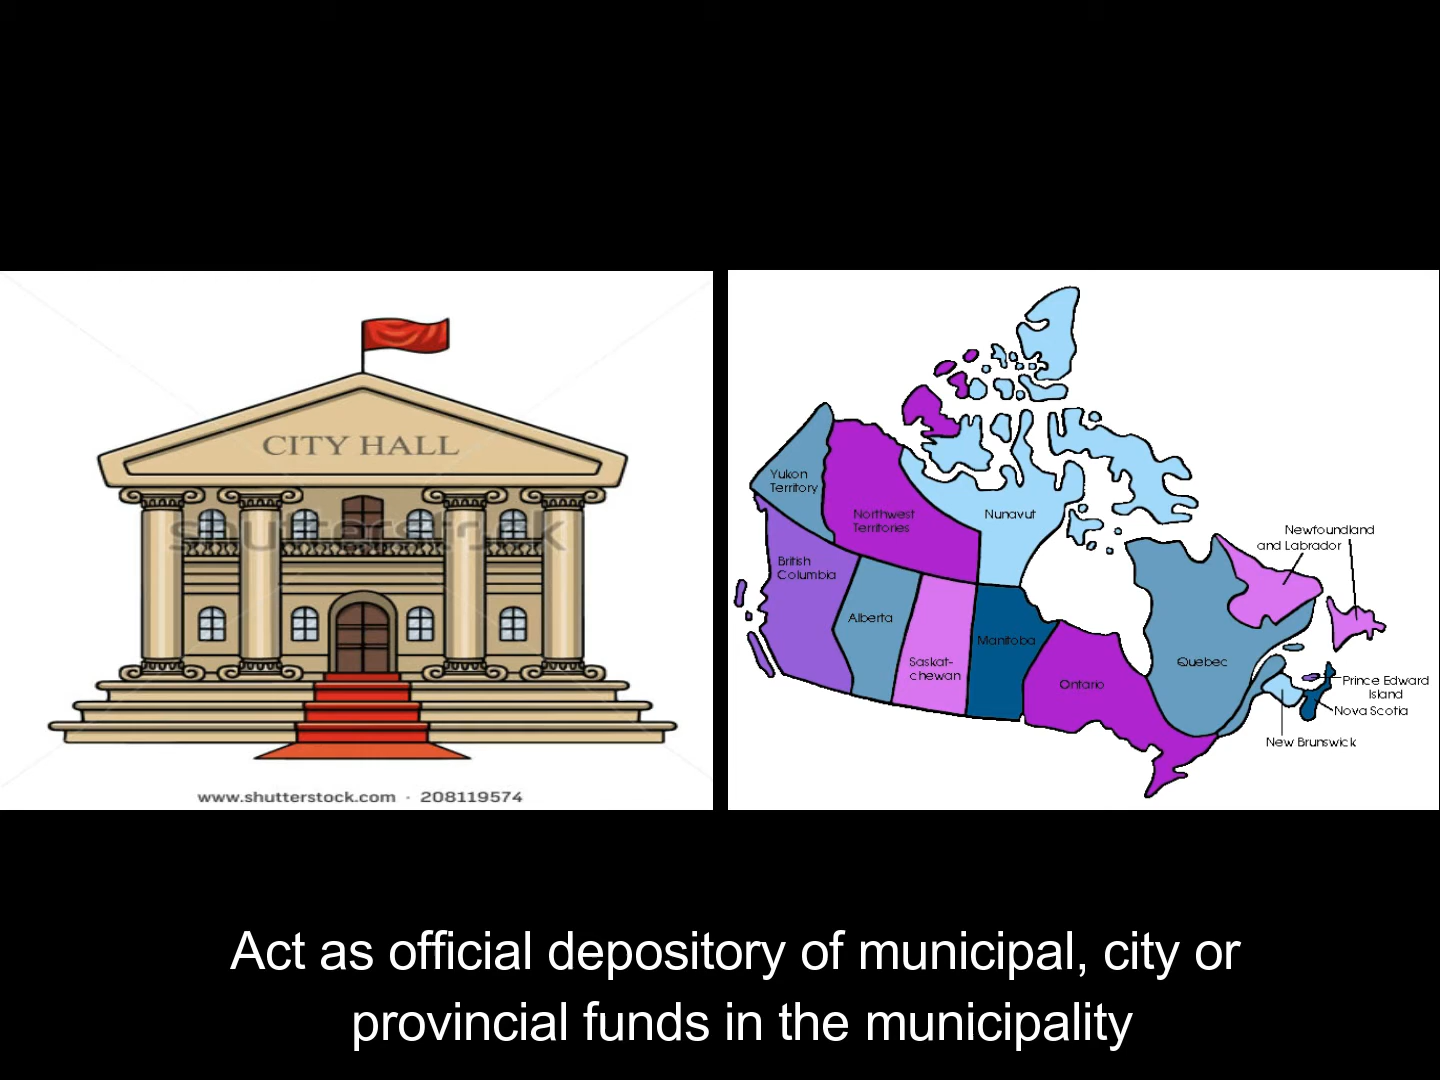 CITY HALL
shutterstock
www.shutterstock.com · 208119574
Yukon
Territory
Northwest
Territories
Nunavut
British
Columbia
Alberta
Saskat-
chewan
Manitoba
Ontario
Quebec
Newfoundland
and Labrador
Prince Edward
Island
Nova Scotia
New Brunswick
Act as official depository of municipal, city or
provincial funds in the municipality